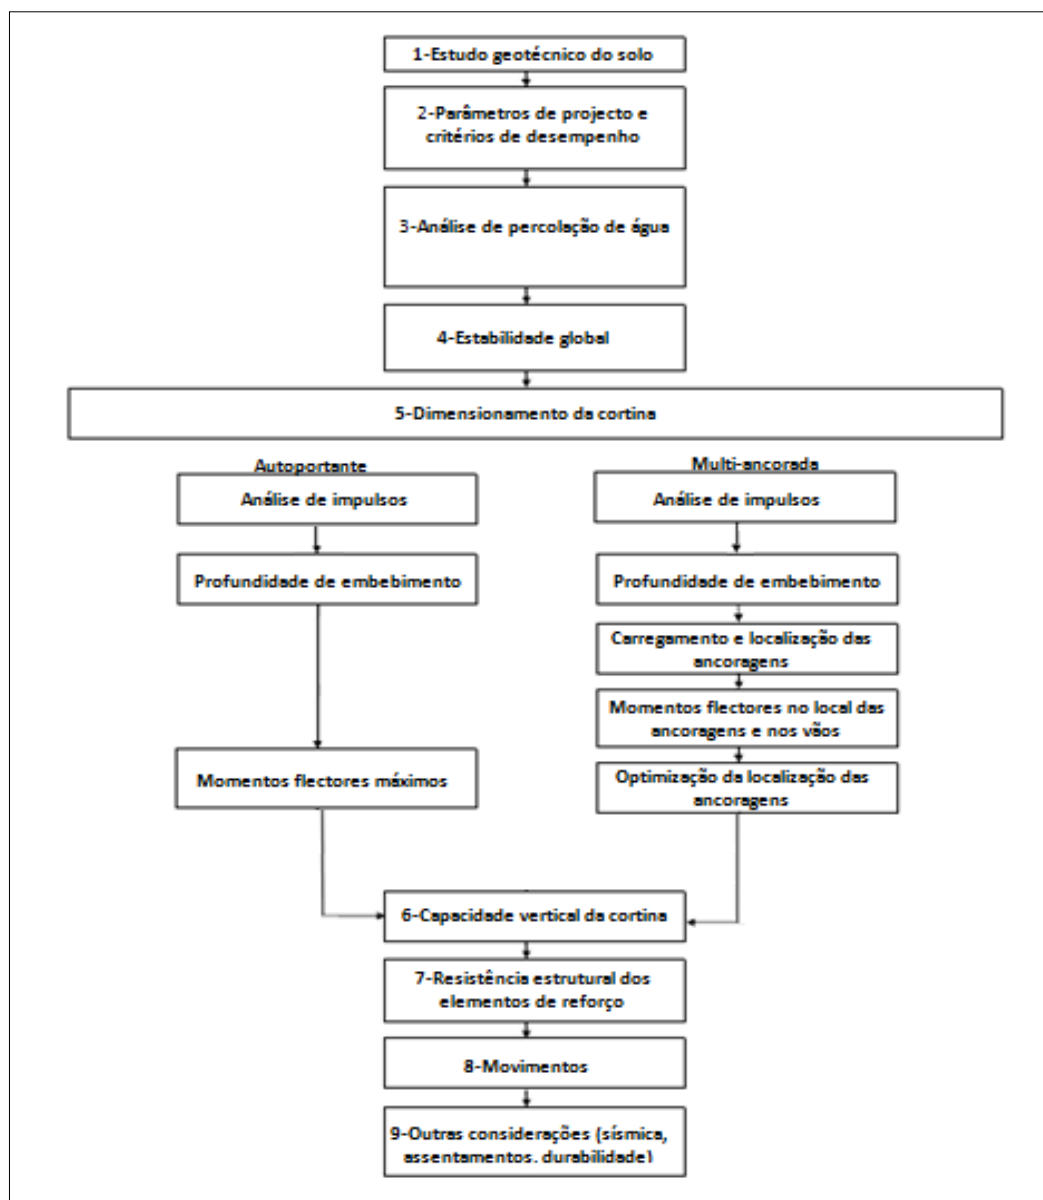 1-Estudo geotécnico do solo
2-Parâmetros de projecto e
critérios de desempenho
3-Análise de percolação de água
4-Estabilidade global
5-Dimensionamento da cortina
Autoportante
Análise de impulsos
Profundidade de embebimento
Momentos flectores máximos
Multi-ancorada
Análise de impulsos
Profundidade de embebimento
Carregamento e localização das
ancoragens
Momentos flectores no local das
ancoragens e nos vãos
Optimização da localização das
ancoragens
6-Capacidade vertical da cortina
7-Resistência estrutural dos
elementos de reforço
8-Movimentos
9-Outras considerações (sísmica,
assentamentos, durabilidade)